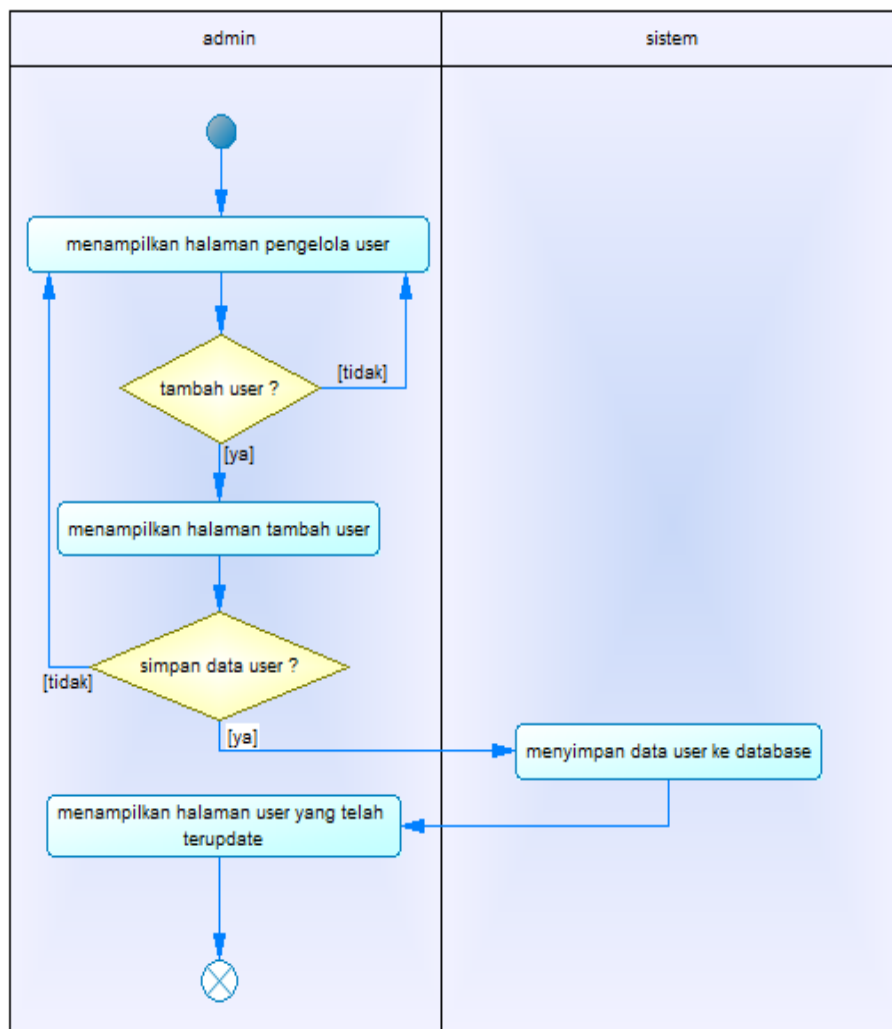 admin
sistem
menampilkan halaman pengelola user
tambah user ?
[tidak]
[ya]
menampilkan halaman tambah user
simpan data user ?
[tidak]
[ya]
menyimpan data user ke database
menampilkan halaman user yang telah
terupdate